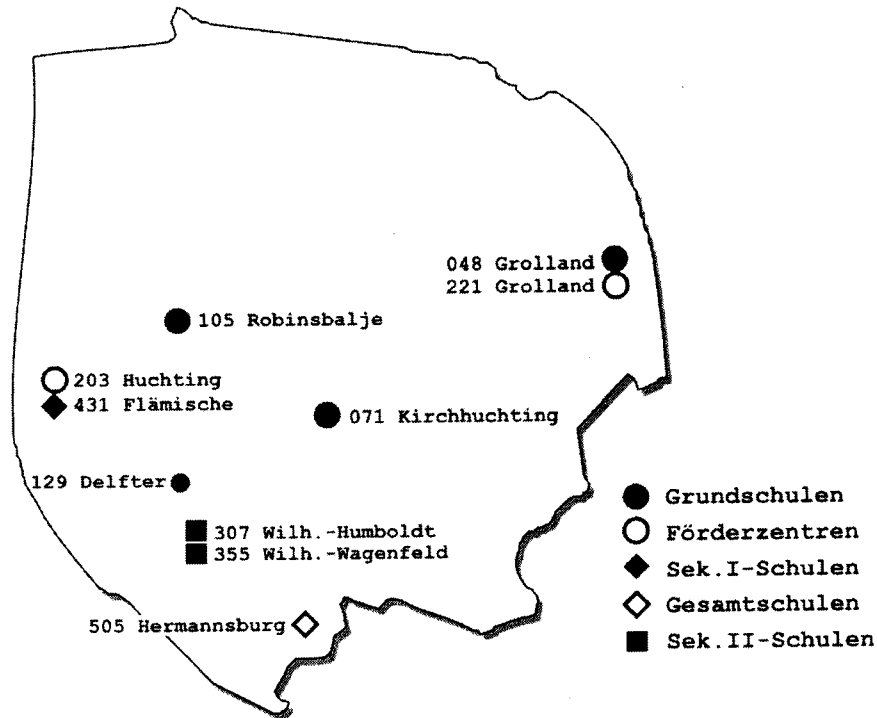 048 Grolland
221 Grolland
105 Robinsbalje
203 Huchting
431 Flämische
071 Kirchhuchting
129 Delfter
307 Wilh.-Humboldt
355 Wilh.-Wagenfeld
505 Hermannsburg
Grundschulen
Förderzentren
Sek.I-Schulen
Gesamtschulen
Sek.II-Schulen